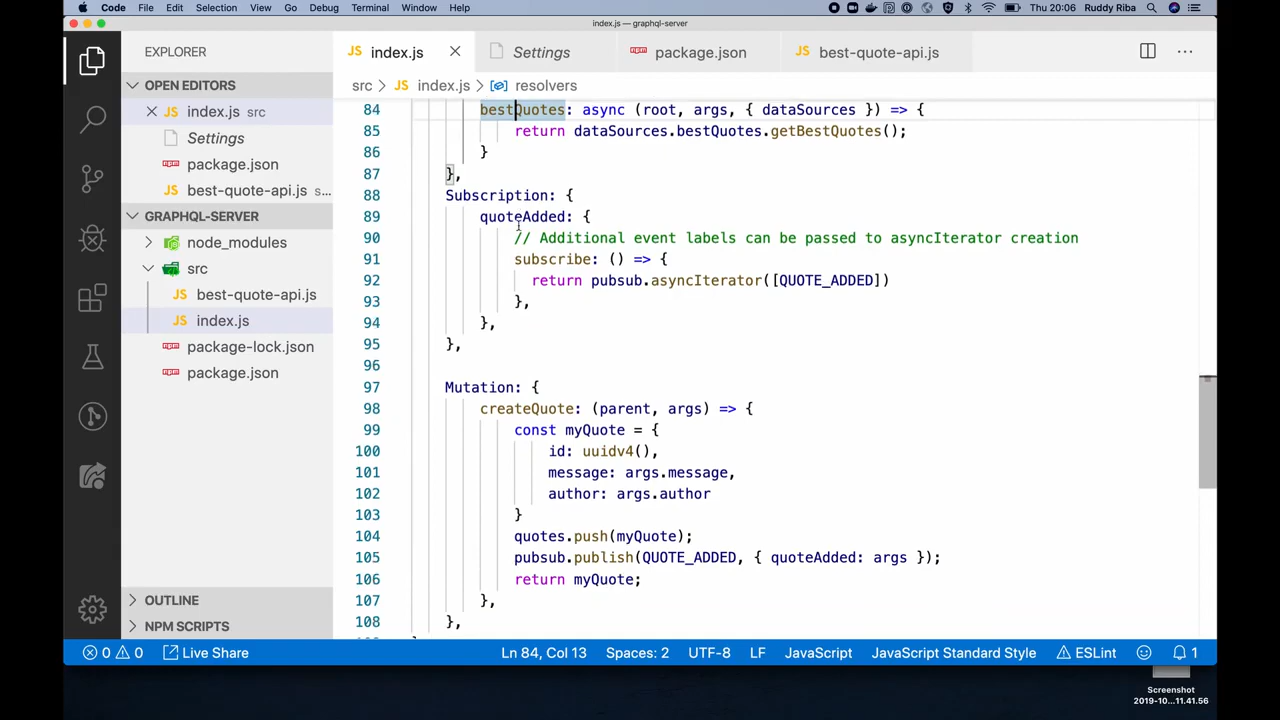 Code File Edit Selection View Go Debug Terminal Window Help Thu 20:06 Ruddy Riba
index.js — graphql-server
EXPLORER
JS index.js Settings package.json JS best-quote-api.js
src JS index.js resolvers
OPEN EDITORS
JS index.js src
Settings
package.json
JS best-quote-api.js s...
GRAPHQL-SERVER
node_modules
src
JS best-quote-api.js
JS index.js
package-lock.json
package.json
OUTLINE
NPM SCRIPTS
84 bestQuotes: async (root, args, { dataSources }) => {
85 return dataSources.bestQuotes.getBestQuotes();
86 }
87 },
88 Subscription: {
89 quoteAdded: {
90 // Additional event labels can be passed to asyncIterator creation
91 subscribe: () => {
92 return pubsub.asyncIterator([QUOTE_ADDED])
93 },
94 },
95 },
96
97 Mutation: {
98 createQuote: (parent, args) => {
99 const myQuote = {
100 id: uuidv4(),
101 message: args.message,
102 author: args.author
103 }
104 quotes.push(myQuote);
105 pubsub.publish(QUOTE_ADDED, { quoteAdded: args });
106 return myQuote;
107 },
108 },
0 0 Live Share Ln 84, Col 13 Spaces: 2 UTF-8 LF JavaScript JavaScript Standard Style ESLint 1
Screenshot
2019-10...11.41.56